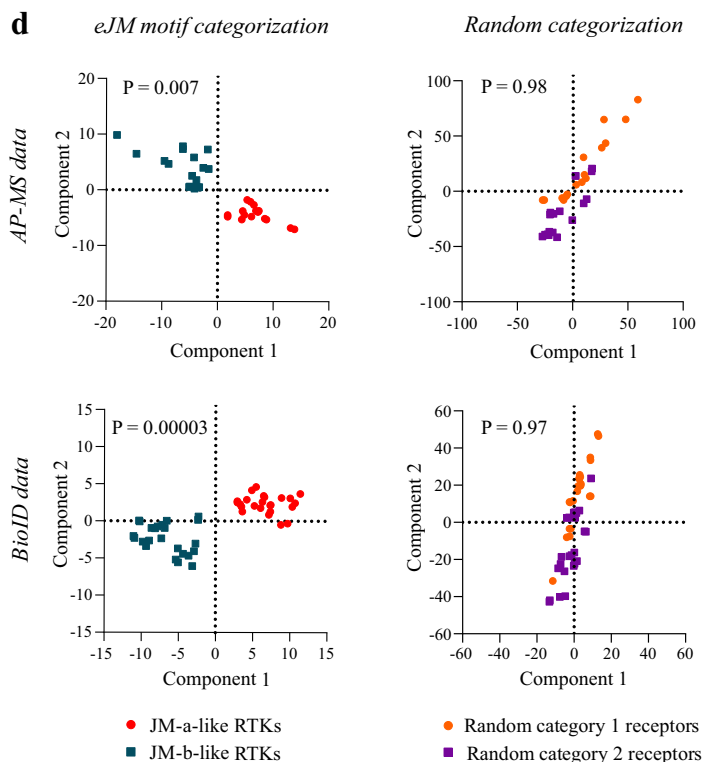 d
eJM motif categorization
Random categorization
AP-MS data
P = 0.007
Component 2
20
10
0
-10
-20
-20 -10 0 10 20
Component 1
P = 0.98
Component 2
100
50
0
-50
-100
-100 -50 0 50 100
Component 1
BioID data
P = 0.00003
Component 2
15
10
5
0
-5
-10
-15
-15 -10 -5 0 5 10 15
Component 1
P = 0.97
Component 2
60
40
20
0
-20
-40
-60
-60 -40 -20 0 20 40 60
Component 1
JM-a-like RTKs
JM-b-like RTKs
Random category 1 receptors
Random category 2 receptors